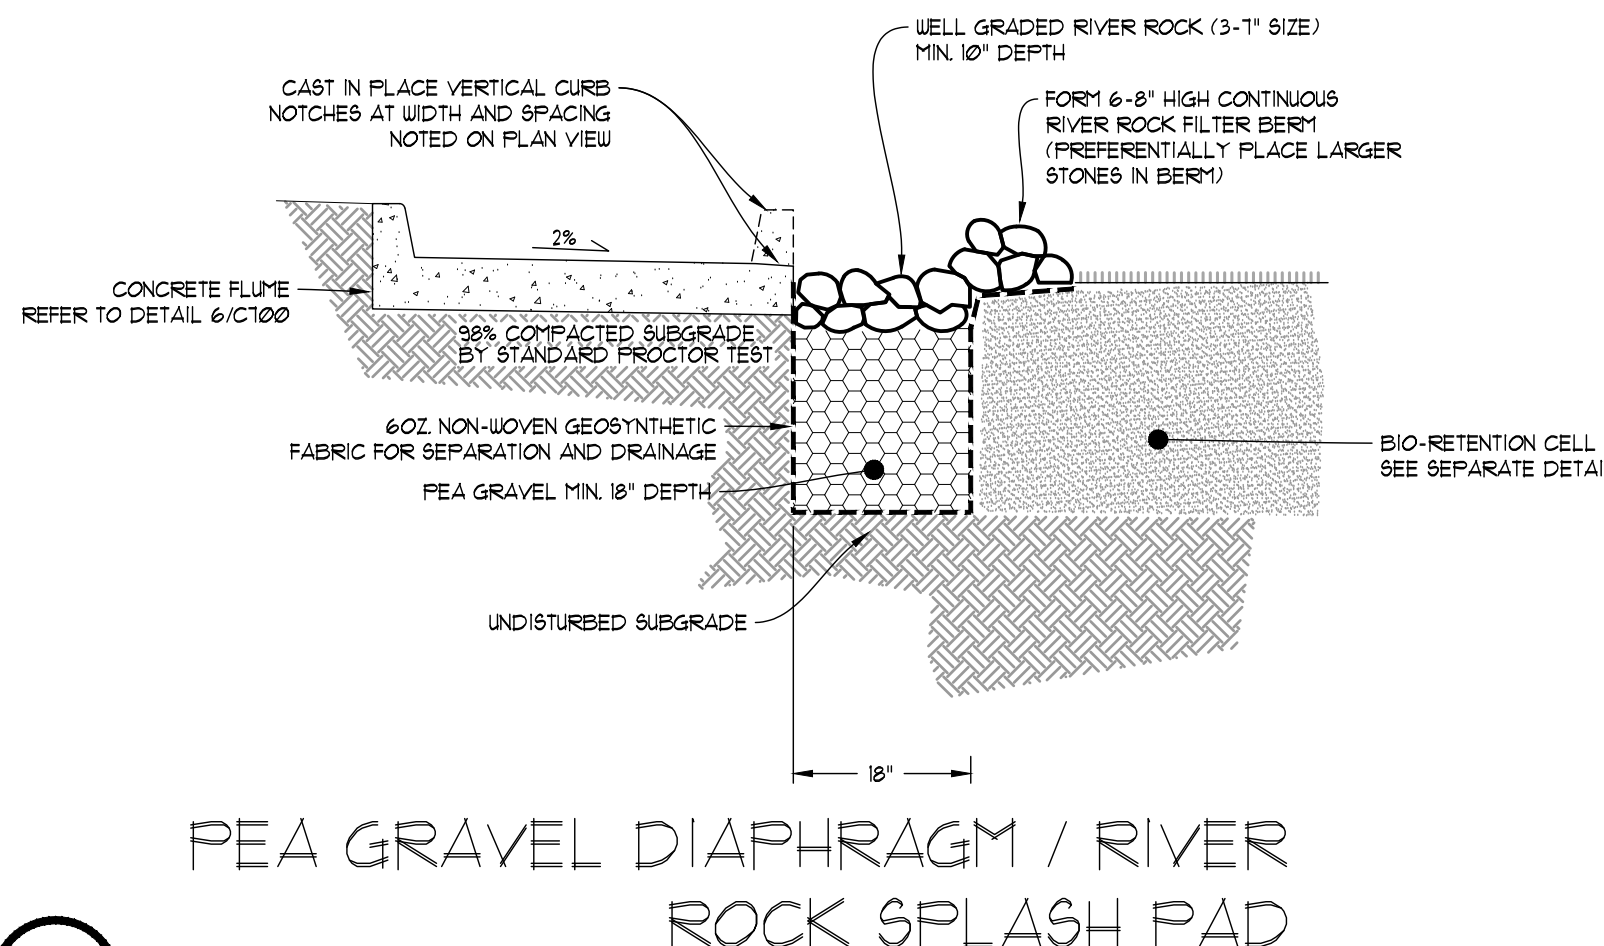 WELL GRADED RIVER ROCK (3-7" SIZE)
MIN. 10" DEPTH
CAST IN PLACE VERTICAL CURB
NOTCHES AT WIDTH AND SPACING
NOTED ON PLAN VIEW
FORM 6-8" HIGH CONTINUOUS
RIVER ROCK FILTER BERM
(PREFERENTIALLY PLACE LARGER
STONES IN BERM)
2%
CONCRETE FLUME
REFER TO DETAIL 6/C700
98% COMPACTED SUBGRADE
BY STANDARD PROCTOR TEST
6OZ. NON-WOVEN GEOSYNTHETIC
FABRIC FOR SEPARATION AND DRAINAGE
PEA GRAVEL MIN. 18" DEPTH
BIO-RETENTION CELL
SEE SEPARATE DETAI
UNDISTURBED SUBGRADE
18"
PEA GRAVEL DIAPHRAGM / RIVER
ROCK SPLASH PAD